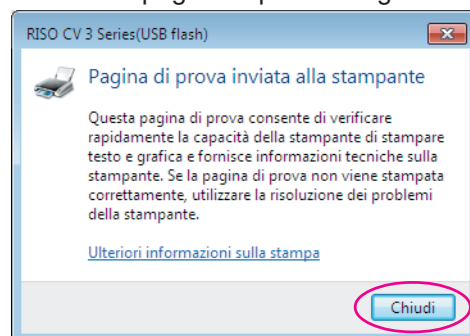 RISO CV 3 Series(USB flash)
Pagina di prova inviata alla stampante
Questa pagina di prova consente di verificare
rapidamente la capacità della stampante di stampare
testo e grafica e fornisce informazioni tecniche sulla
stampante. Se la pagina di prova non viene stampata
correttamente, utilizzare la risoluzione dei problemi
della stampante.
Ulteriori informazioni sulla stampa
Chiudi